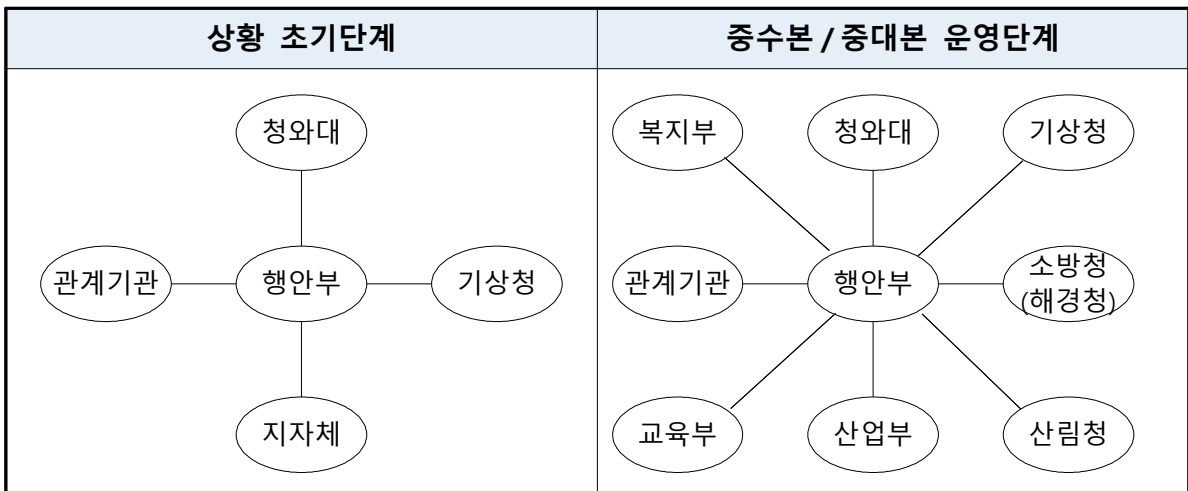 상황 초기단계
중수본 / 중대본 운영단계
청와대
관계기관
행안부
기상청
지자체
복지부
청와대
기상청
관계기관
행안부
소방청
(해경청)
교육부
산업부
산림청